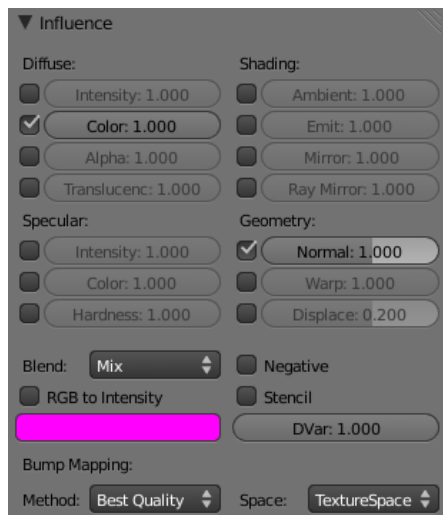 Influence
Diffuse: Shading:
Intensity: 1.000 Ambient: 1.000
Color: 1.000 Emit: 1.000
Alpha: 1.000 Mirror: 1.000
Translucenc: 1.000 Ray Mirror: 1.000
Specular: Geometry:
Intensity: 1.000 Normal: 1.000
Color: 1.000 Warp: 1.000
Hardness: 1.000 Displace: 0.200
Blend: Mix Negative
RGB to Intensity Stencil
DVar: 1.000
Bump Mapping:
Method: Best Quality Space: TextureSpace